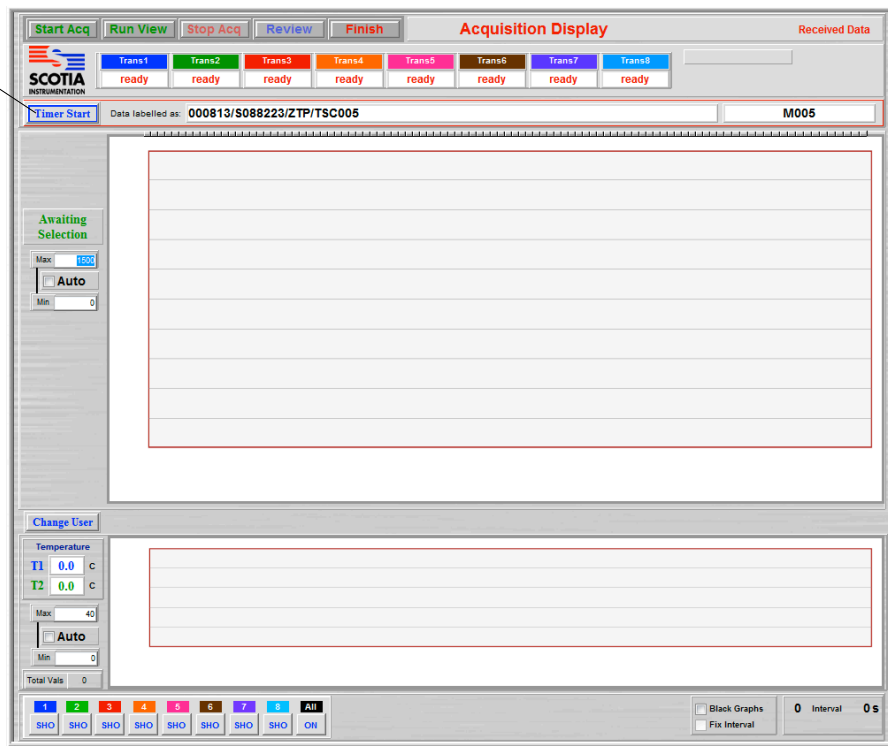 Start Acq Run View Stop Acq Review Finish Acquisition Display Received Data
SCOTIA
INSTRUMENTATION
Trans1 Trans2 Trans3 Trans4 Trans5 Trans6 Trans7 Trans8
ready ready ready ready ready ready ready ready
Timer Start Data labelled as: 000813/S088223/ZTP/TSC005 M005
Awaiting
Selection
Max 1500
Auto
Min 0
Change User
Temperature
T1 0.0 C
T2 0.0 C
Max 40
Auto
Min 0
Total Vals 0
1 2 3 4 5 6 7 8 All
SHO SHO SHO SHO SHO SHO SHO SHO ON
Black Graphs 0 Interval 0 s
Fix Interval